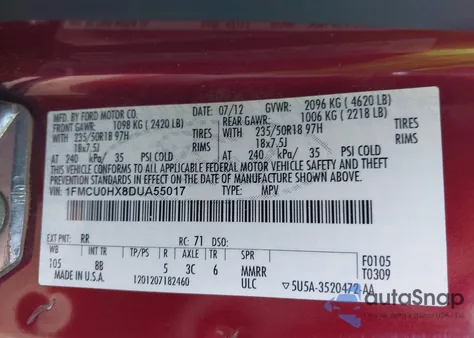 MFD. BY FORD MOTOR CO.
DATE: 07/12 GVWR: 2096 KG ( 4620 LB)
FRONT GAWR: 1098 KG ( 2420 LB) REAR GAWR: 1006 KG ( 2218 LB)
WITH 235/50R18 97H TIRES WITH 235/50R18 97H TIRES
18x7.5J RIMS 18x7.5J RIMS
AT 240 kPa/ 35 PSI COLD AT 240 kPa/ 35 PSI COLD
THIS VEHICLE CONFORMS TO ALL APPLICABLE FEDERAL MOTOR VEHICLE SAFETY
AND THEFT PREVENTION STANDARDS IN EFFECT ON THE DATE OF MANUFACTURE SHOWN ABOVE.
VIN: 1FMCU0HX8DUA55017 TYPE: MPV
EXT PNT: RR RC: 71 DSO:
WB BRK INT TR TP/PS R AXLE TR SPR
105 8B 5 3C 6 MMRR
F0105
T0309
MADE IN U.S.A. 1201207182460 ULC
5U5A-3520472-AA
autoSnap